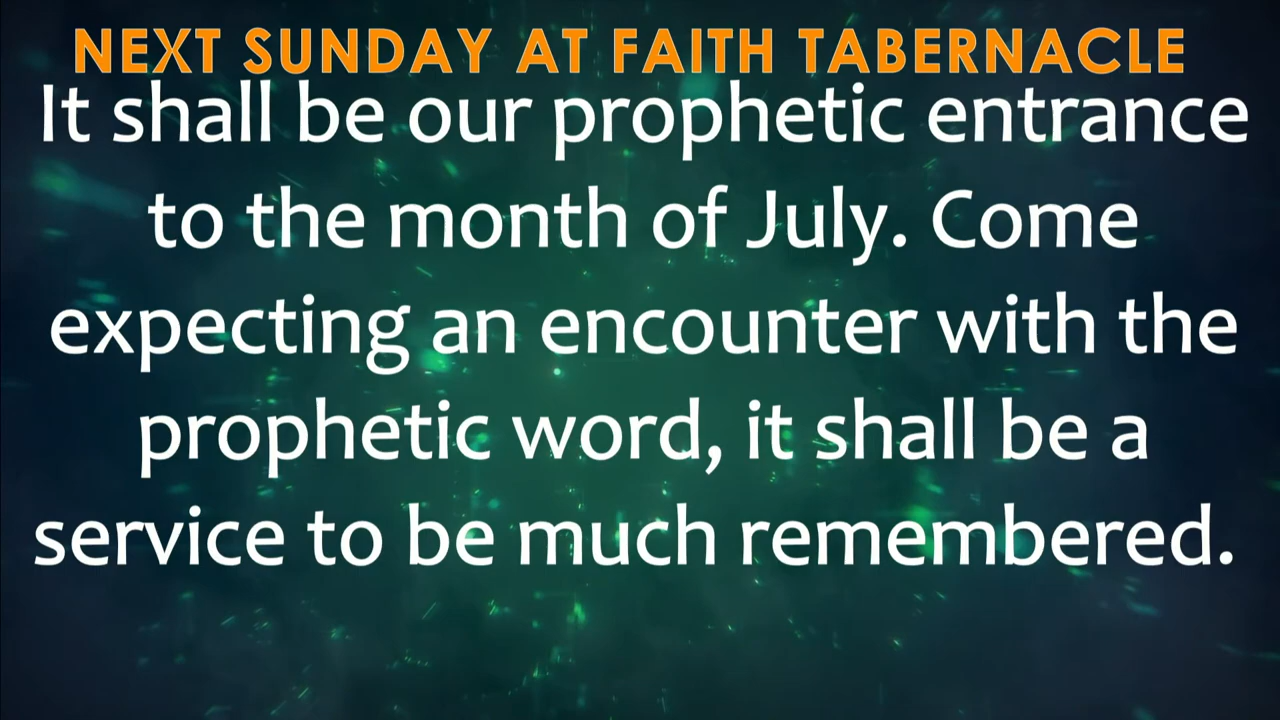 NEXT SUNDAY AT FAITH TABERNACLE
It shall be our prophetic entrance
to the month of July. Come
expecting an encounter with the
prophetic word, it shall be a
service to be much remembered.